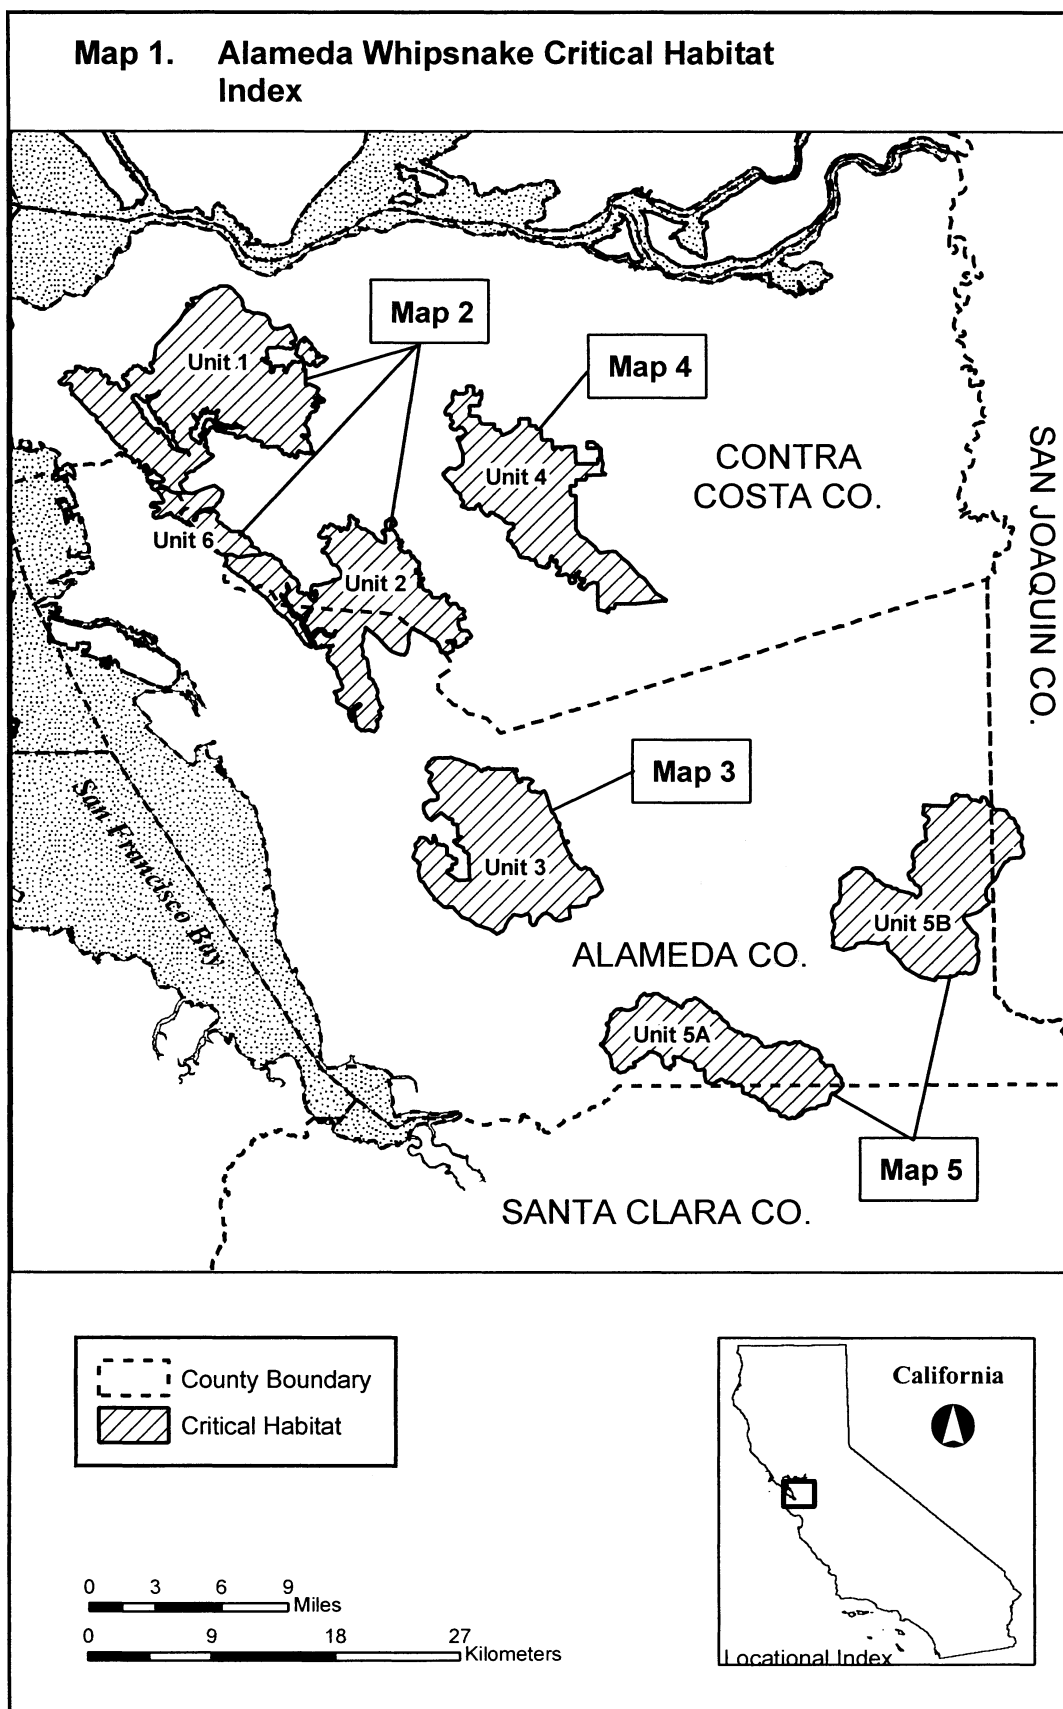 Map 1. Alameda Whipsnake Critical Habitat
Index
Map 2
Unit 1
Map 4
Unit 4
CONTRA
COSTA CO.
SAN JOAQUIN CO.
Unit 6
Unit 2
Map 3
San Francisco Bay
Unit 3
Unit 5B
ALAMEDA CO.
Unit 5A
Map 5
SANTA CLARA CO.
County Boundary
Critical Habitat
California
0 3 6 9
Miles
0 9 18 27
Kilometers
Locational Index